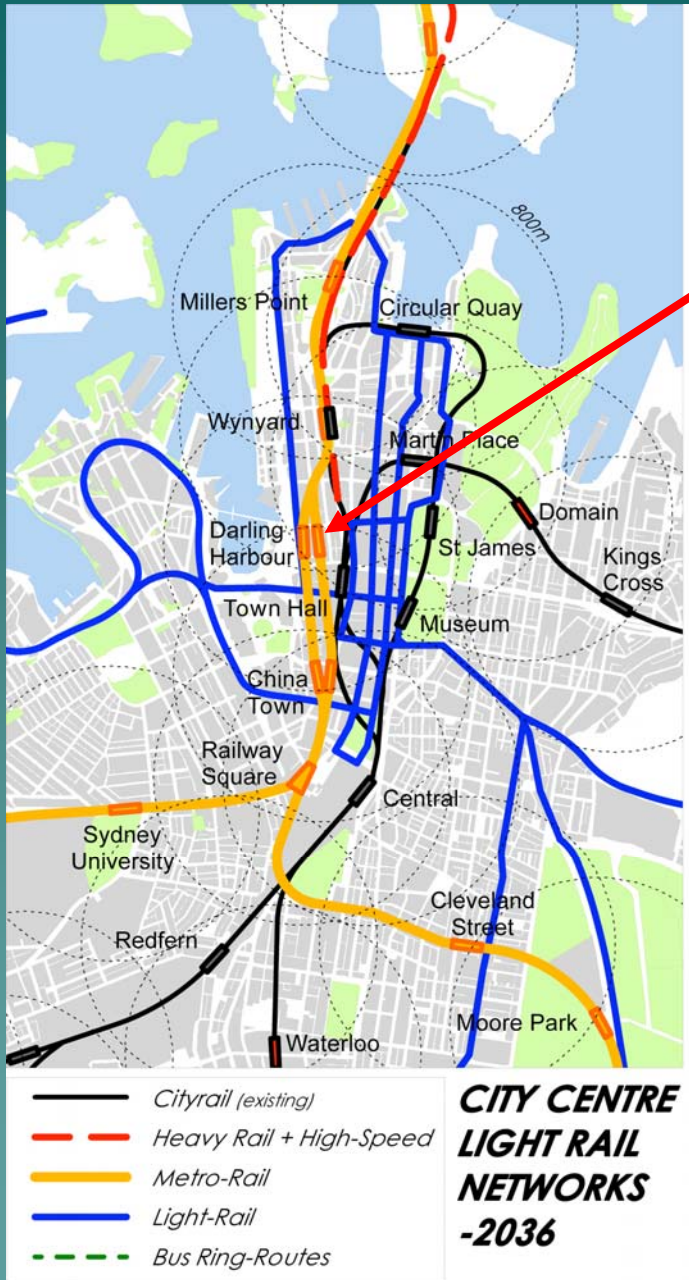 800m
Millers Point
Circular Quay
Wynyard
Martin Place
Darling
Harbour
Domain
St James
Kings
Cross
Town Hall
Museum
China
Town
Railway
Square
Central
Sydney
University
Cleveland
Street
Redfern
Moore Park
Waterloo
Cityrail (existing)
Heavy Rail + High-Speed
Metro-Rail
Light-Rail
Bus Ring-Routes
CITY CENTRE
LIGHT RAIL
NETWORKS
-2036